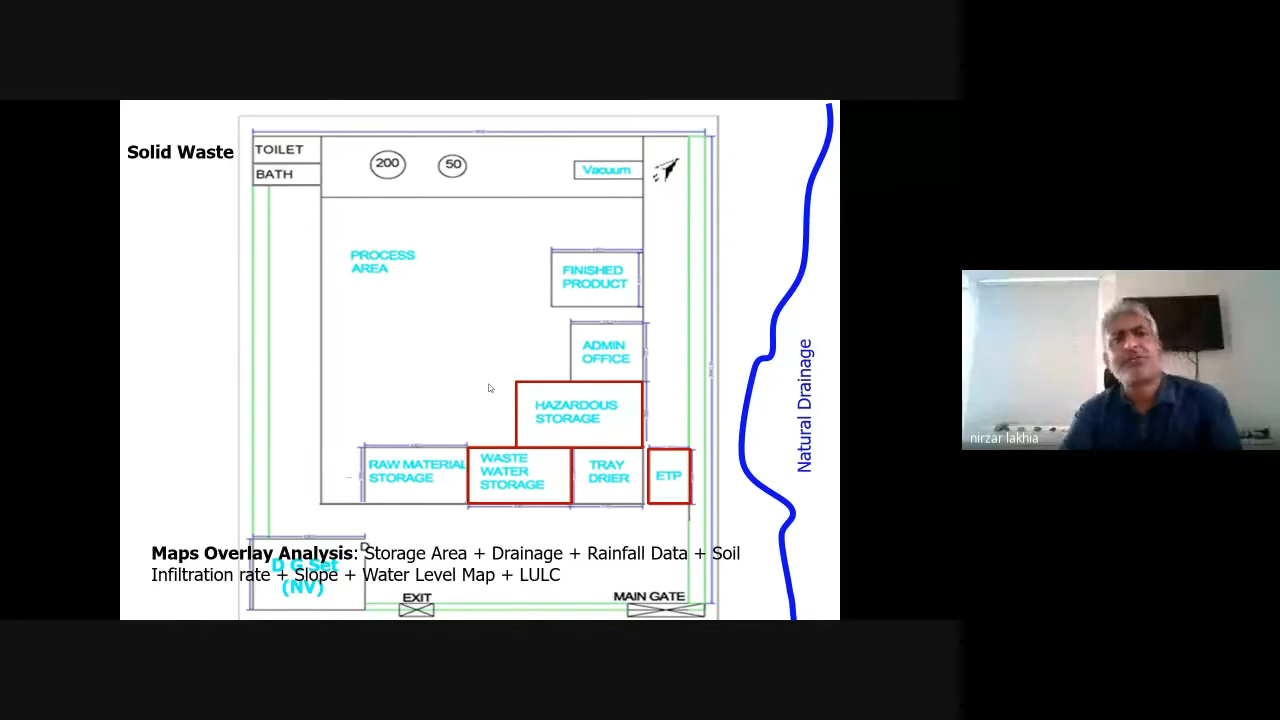 Solid Waste
TOILET
BATH
200
50
Vacuum
PROCESS
AREA
FINISHED
PRODUCT
ADMIN
OFFICE
HAZARDOUS
STORAGE
RAW MATERIAL
STORAGE
WASTE
WATER
STORAGE
TRAY
DRIER
ETP
Natural Drainage
nirzar lakhia
Maps Overlay Analysis: Storage Area + Drainage + Rainfall Data + Soil
Infiltration rate + Slope + Water Level Map + LULC
D
D G Set
(NV)
EXIT
MAIN GATE